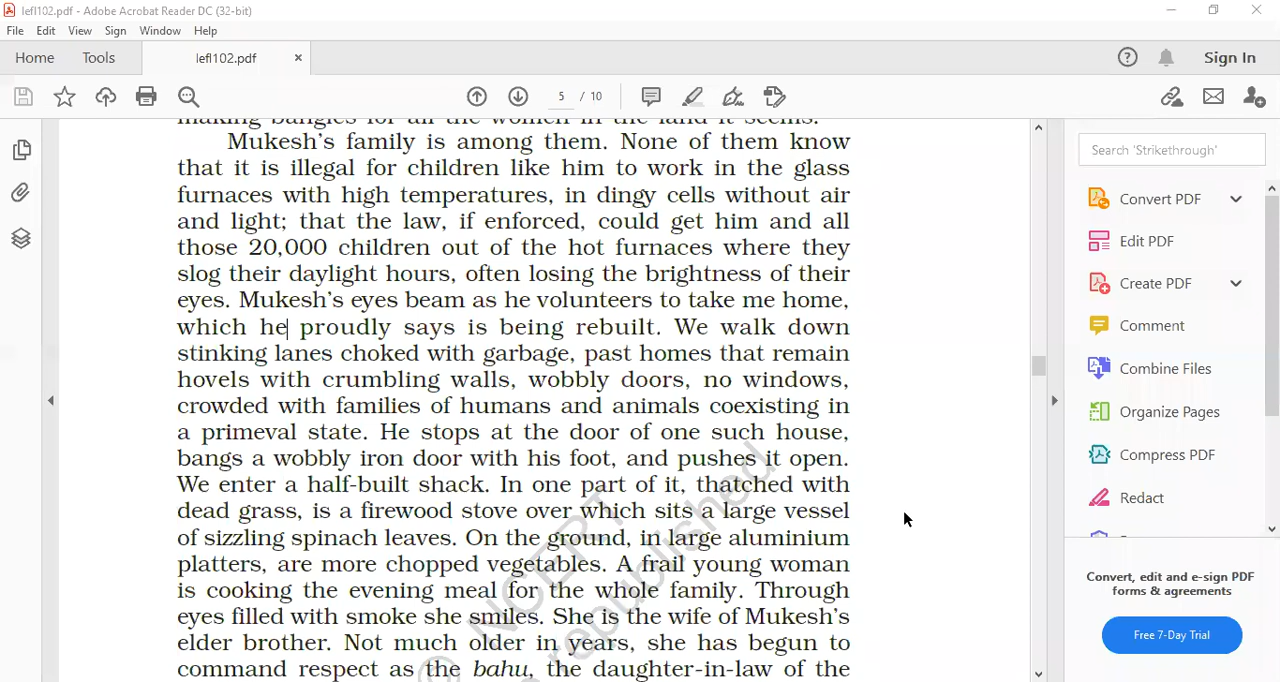 lefl102.pdf - Adobe Acrobat Reader DC (32-bit)
File Edit View Sign Window Help
Home Tools lefl102.pdf × Sign In
5 / 10
making bangles for all the women in the land it seems.
Mukesh's family is among them. None of them know
that it is illegal for children like him to work in the glass
furnaces with high temperatures, in dingy cells without air
and light; that the law, if enforced, could get him and all
those 20,000 children out of the hot furnaces where they
slog their daylight hours, often losing the brightness of their
eyes. Mukesh's eyes beam as he volunteers to take me home,
which he proudly says is being rebuilt. We walk down
stinking lanes choked with garbage, past homes that remain
hovels with crumbling walls, wobbly doors, no windows,
crowded with families of humans and animals coexisting in
a primeval state. He stops at the door of one such house,
bangs a wobbly iron door with his foot, and pushes it open.
We enter a half-built shack. In one part of it, thatched with
dead grass, is a firewood stove over which sits a large vessel
of sizzling spinach leaves. On the ground, in large aluminium
platters, are more chopped vegetables. A frail young woman
is cooking the evening meal for the whole family. Through
eyes filled with smoke she smiles. She is the wife of Mukesh's
elder brother. Not much older in years, she has begun to
command respect as the bahu, the daughter-in-law of the
© NCERT
republished
Search 'Strikethrough'
Convert PDF
Edit PDF
Create PDF
Comment
Combine Files
Organize Pages
Compress PDF
Redact
Convert, edit and e-sign PDF
forms & agreements
Free 7-Day Trial